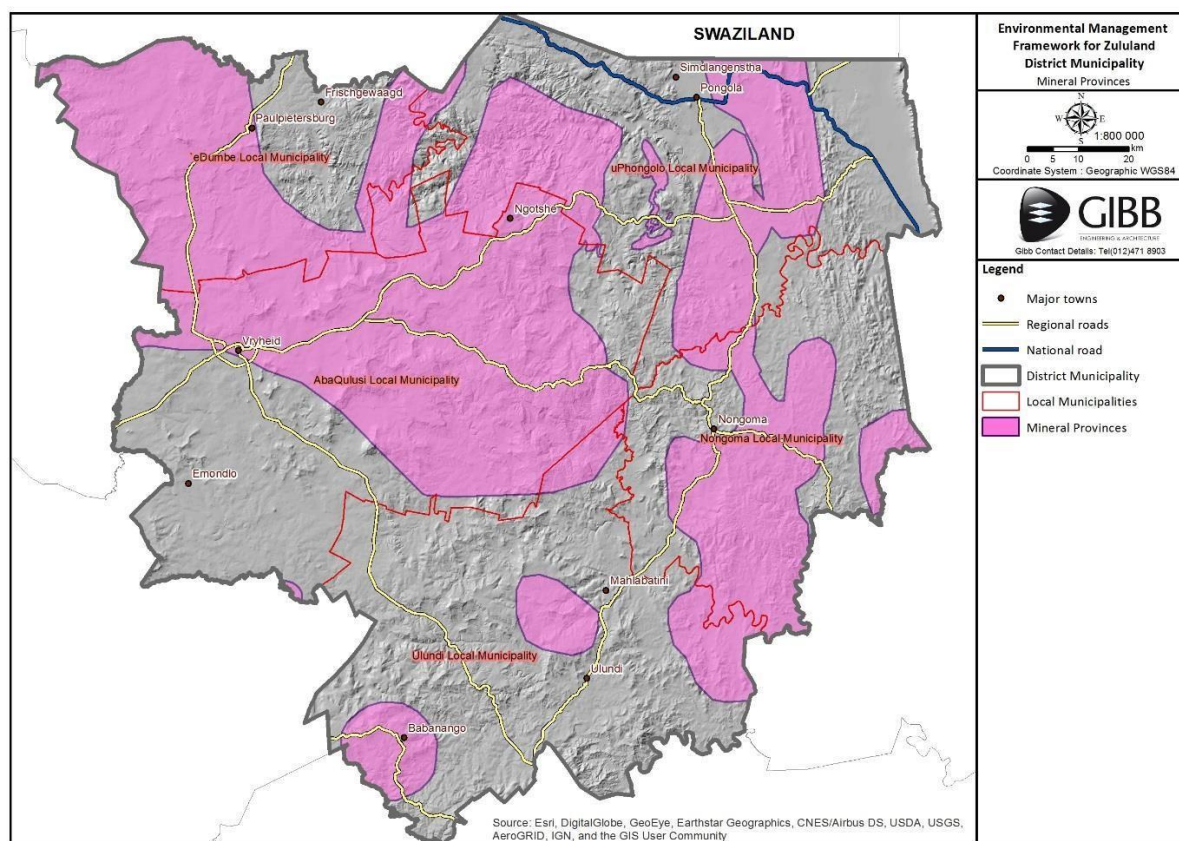 SWAZILAND
Simdlangenstha
Pongola
Frischgewaagd
Paulpietersburg
eDumbe Local Municipality
uPhongolo Local Municipality
Ngotshe
Vryheid
AbaQulusi Local Municipality
Nongoma
Nongoma Local Municipality
Emondlo
Mahlabatini
Ulundi Local Municipality
Ulundi
Babanango
Source: Esri, DigitalGlobe, GeoEye, Earthstar Geographics, CNES/Airbus DS, USDA, USGS,
AeroGRID, IGN, and the GIS User Community
Environmental Management
Framework for Zululand
District Municipality
Mineral Provinces
N
W E
S
1:800 000
km
0 5 10 20
Coordinate System : Geographic WGS84
GIBB
ENGINEERING & ARCHITECTURE
Gibb Contact Details: Tel(012)471 8903
Legend
Major towns
Regional roads
National road
District Municipality
Local Municipalities
Mineral Provinces